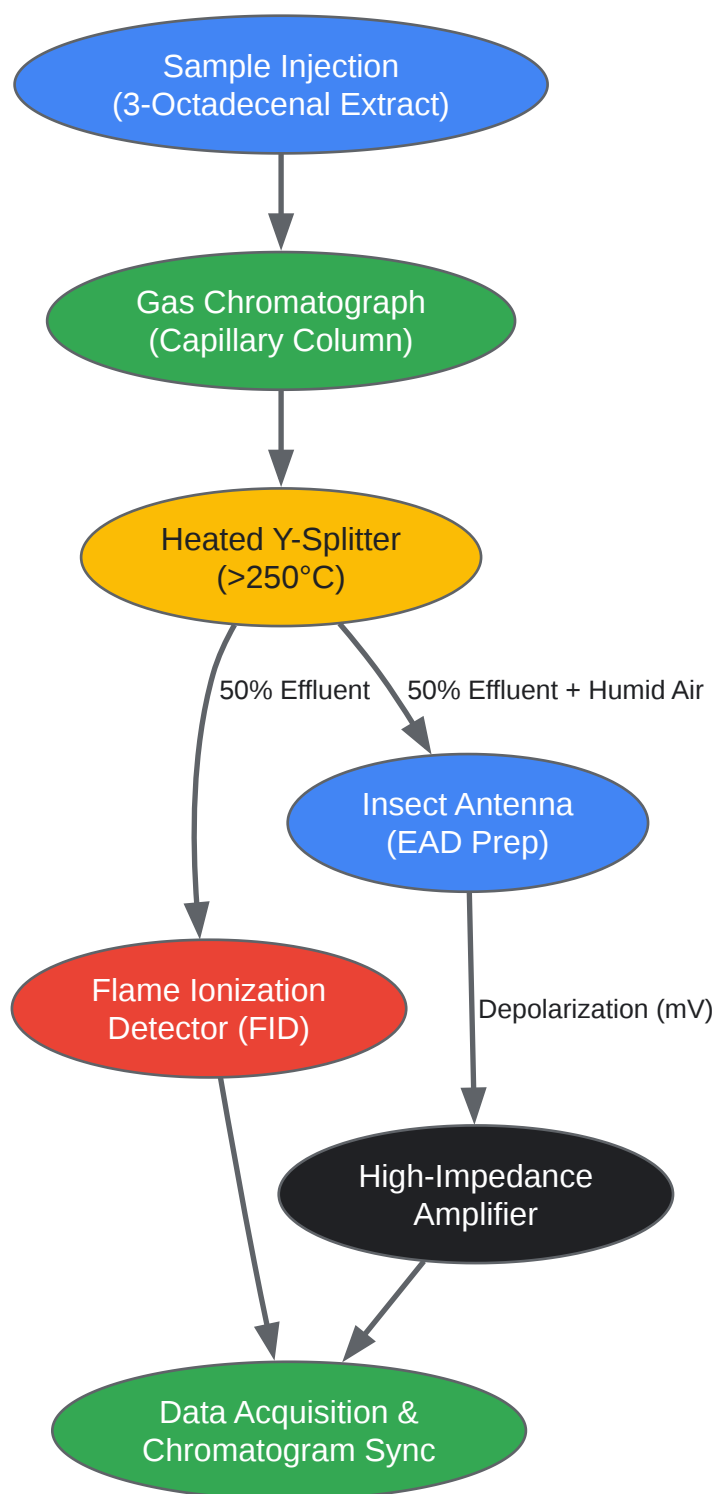 Sample Injection
(3-Octadecenal Extract)
Gas Chromatograph
(Capillary Column)
Heated Y-Splitter
(>250°C)
50% Effluent
50% Effluent + Humid Air
Insect Antenna
(EAD Prep)
Flame Ionization
Detector (FID)
Depolarization (mV)
High-Impedance
Amplifier
Data Acquisition &
Chromatogram Sync